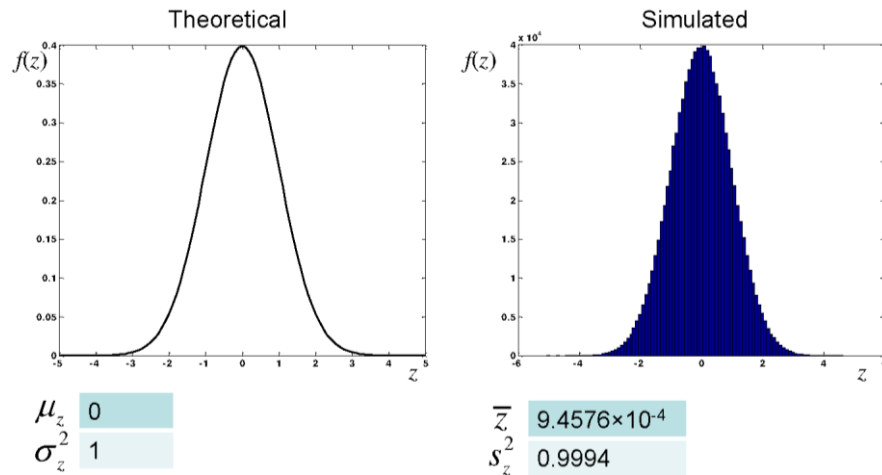 Theoretical
Simulated
f(z)
0.4
0.35
0.3
0.25
0.2
0.15
0.1
0.05
0
-5 -4 -3 -2 -1 0 1 2 3 4 5
z
μz 0
σz² 1
f(z)
4
3.5
3
2.5
2
1.5
1
0.5
0
-6 -4 -2 0 2 4
z
z̄ 9.4576×10⁻⁴
sz² 0.9994